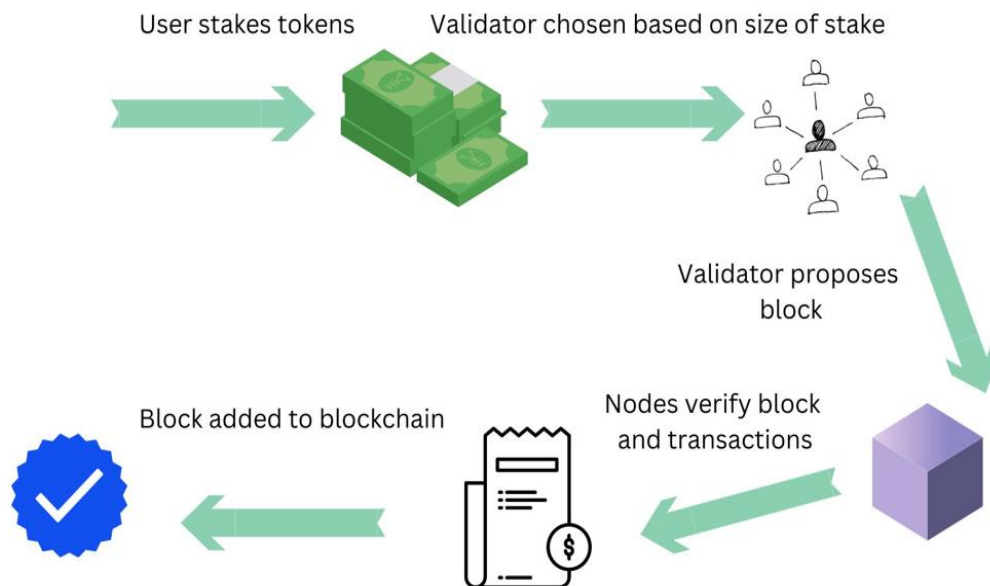 User stakes tokens
Validator chosen based on size of stake
Validator proposes
block
Nodes verify block
and transactions
Block added to blockchain
$